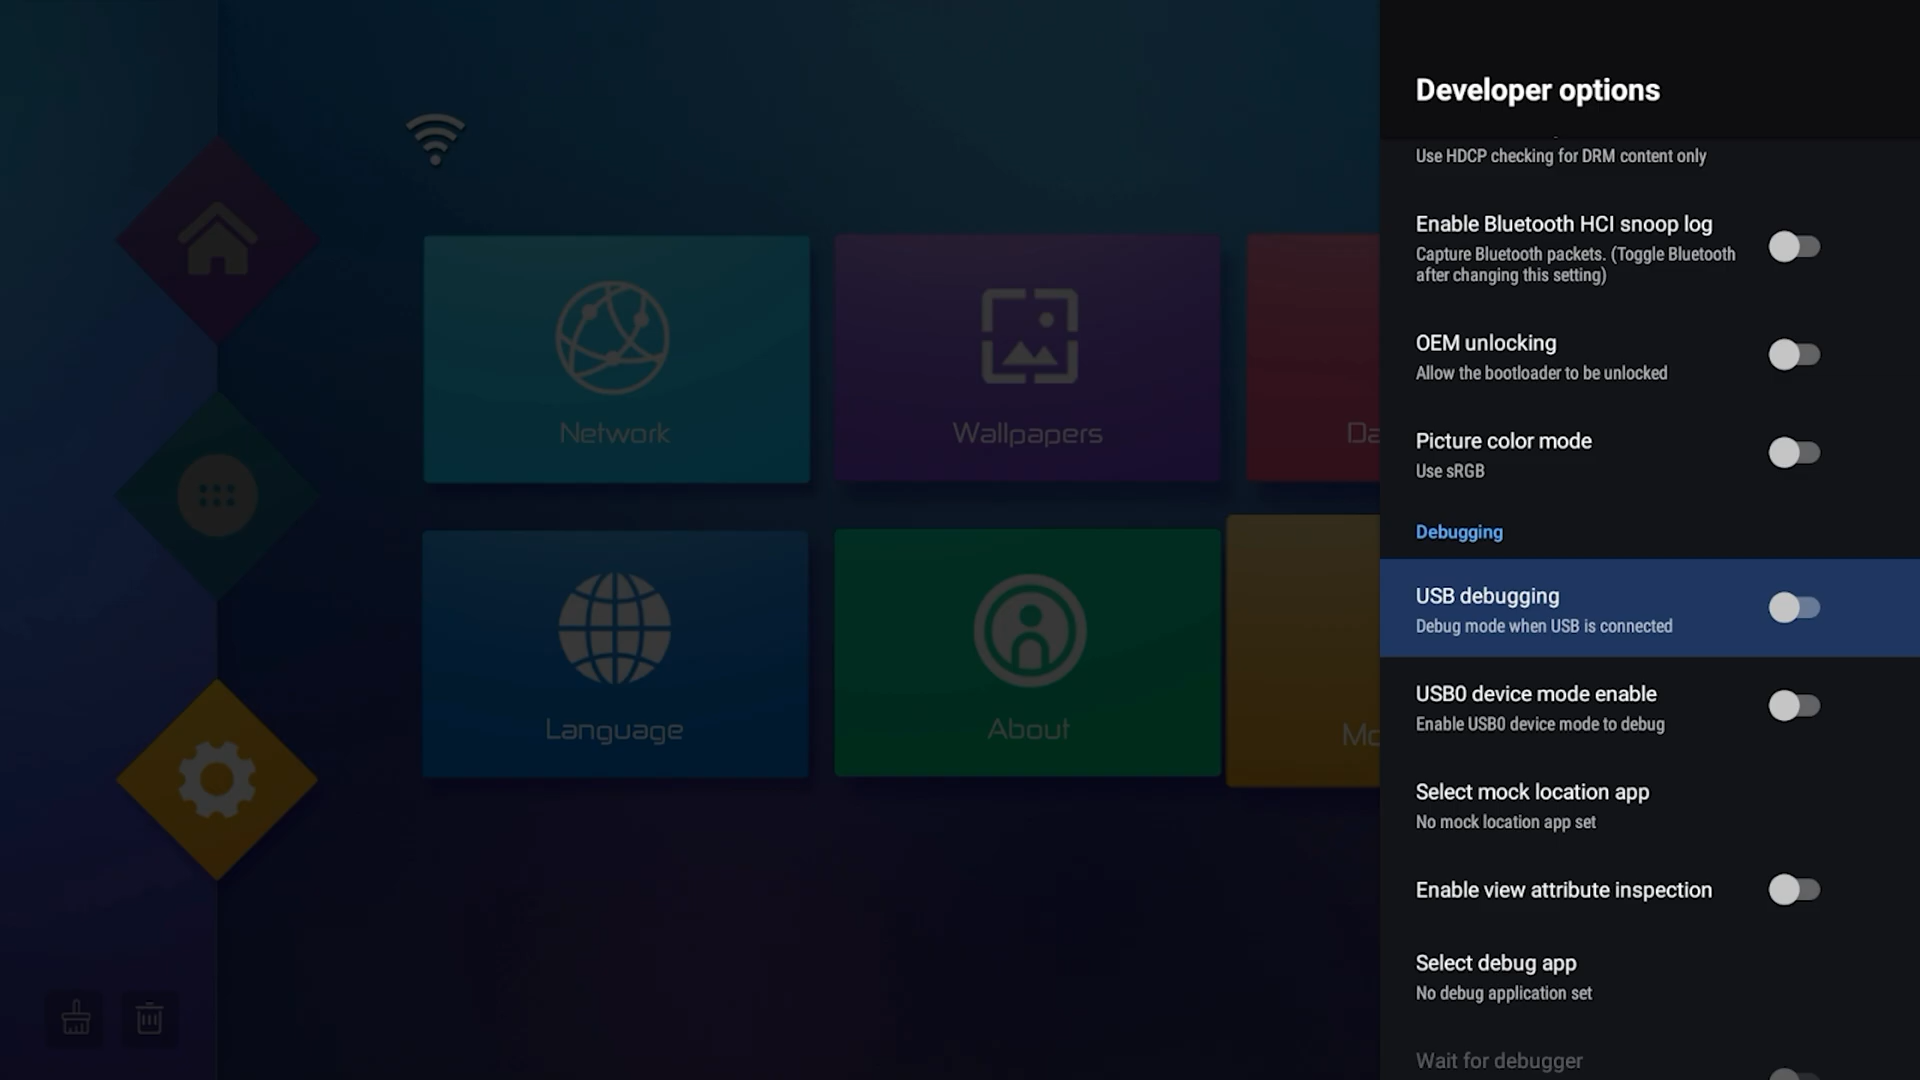 Developer options
Use HDCP checking for DRM content only
Enable Bluetooth HCI snoop log
Capture Bluetooth packets. (Toggle Bluetooth
after changing this setting)
OEM unlocking
Allow the bootloader to be unlocked
Picture color mode
Use sRGB
Debugging
USB debugging
Debug mode when USB is connected
USB0 device mode enable
Enable USB0 device mode to debug
Select mock location app
No mock location app set
Enable view attribute inspection
Select debug app
No debug application set
Wait for debugger
Network
Wallpapers
Da
Language
About
Mo